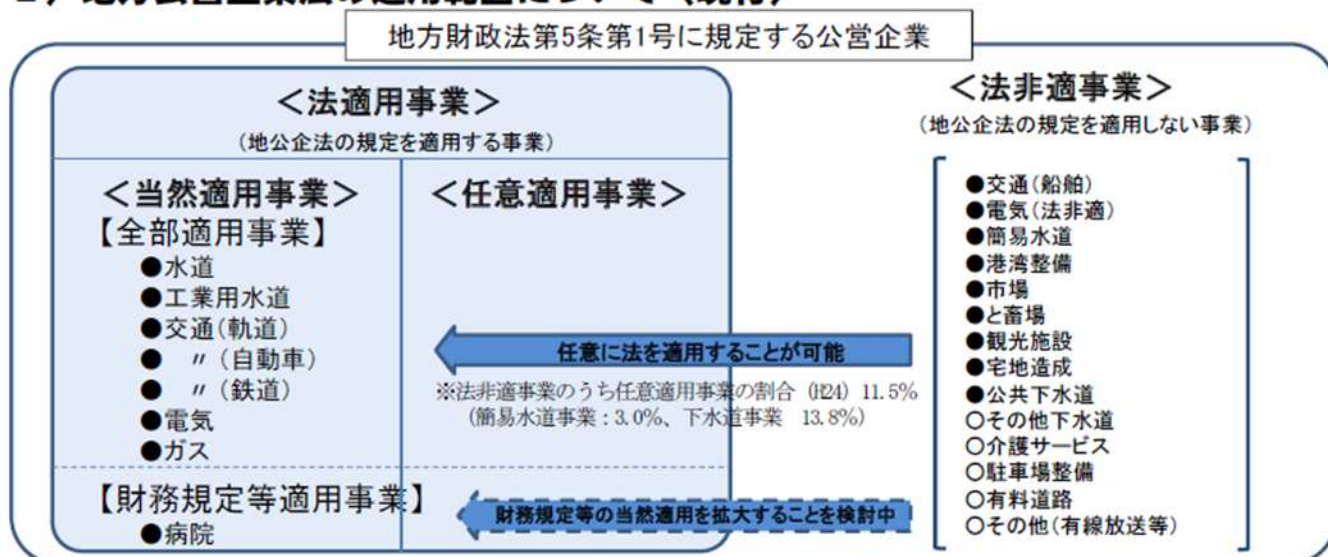 地方財政法第5条第1号に規定する公営企業
＜法適用事業＞
（地公企法の規定を適用する事業）
＜当然適用事業＞
【全部適用事業】
●水道
●工業用水道
●交通（軌道）
●　〃（自動車）
●　〃（鉄道）
●電気
●ガス
【財務規定等適用事業】
●病院
＜任意適用事業＞
任意に法を適用することが可能
※法非適事業のうち任意適用事業の割合（H24）11.5%
（簡易水道事業：3.0%、下水道事業　13.8%）
財務規定等の当然適用を拡大することを検討中
＜法非適事業＞
（地公企法の規定を適用しない事業）
●交通（船舶）
●電気（法非適）
●簡易水道
●港湾整備
●市場
●と畜場
●観光施設
●宅地造成
●公共下水道
○その他下水道
○介護サービス
○駐車場整備
○有料道路
○その他（有線放送等）